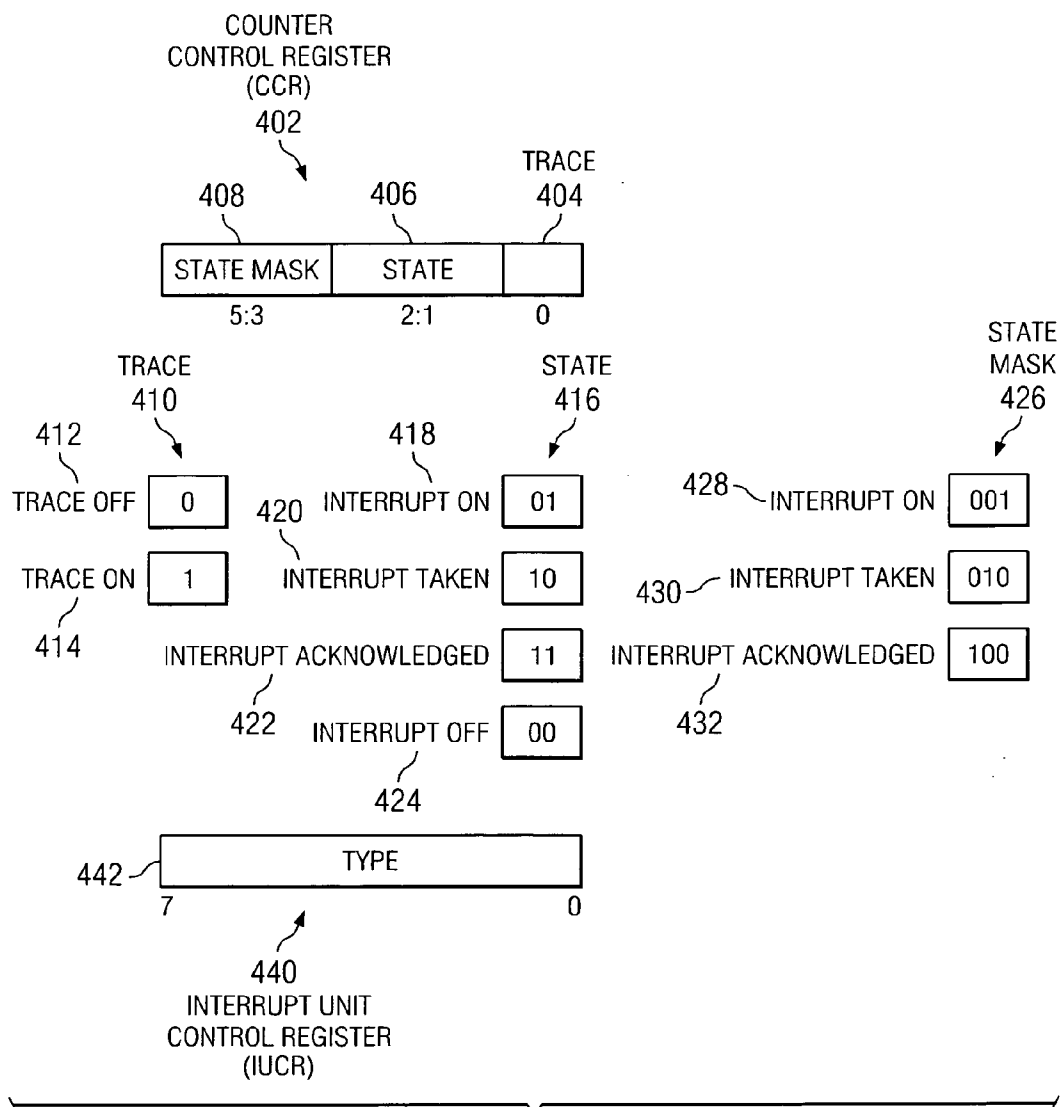 COUNTER
CONTROL REGISTER
(CCR)
402
TRACE
408
406
404
STATE MASK
STATE
5:3
2:1
0
TRACE
410
STATE
416
STATE
MASK
426
412
TRACE OFF
0
418
INTERRUPT ON
01
428
INTERRUPT ON
001
TRACE ON
1
414
420
INTERRUPT TAKEN
10
430
INTERRUPT TAKEN
010
INTERRUPT ACKNOWLEDGED
11
422
INTERRUPT ACKNOWLEDGED
100
432
INTERRUPT OFF
00
424
442
TYPE
7
0
440
INTERRUPT UNIT
CONTROL REGISTER
(IUCR)